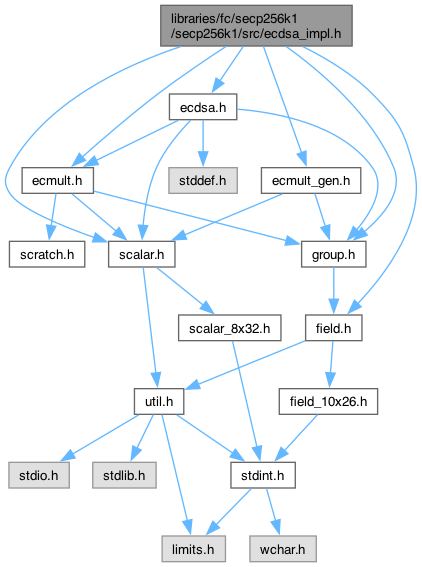 libraries/fc/secp256k1
/secp256k1/src/ecdsa_impl.h
ecdsa.h
ecmult.h
stddef.h
ecmult_gen.h
scratch.h
scalar.h
group.h
scalar_8x32.h
field.h
util.h
field_10x26.h
stdio.h
stdlib.h
stdint.h
limits.h
wchar.h